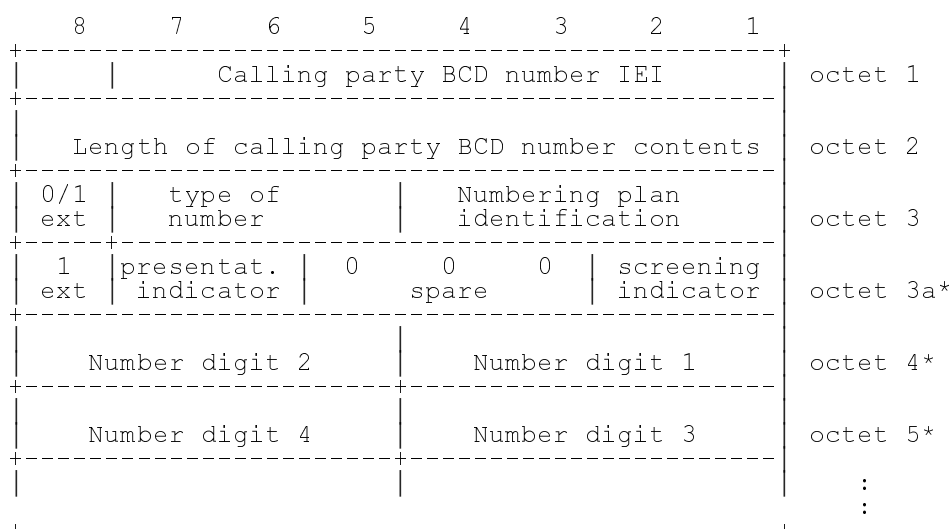 8 7 6 5 4 3 2 1
Calling party BCD number IEI octet 1
Length of calling party BCD number contents octet 2
0/1 type of Numbering plan
ext number identification octet 3
1 presentat. 0 0 0 screening
ext indicator spare indicator octet 3a*
Number digit 2 Number digit 1 octet 4*
Number digit 4 Number digit 3 octet 5*
:
: